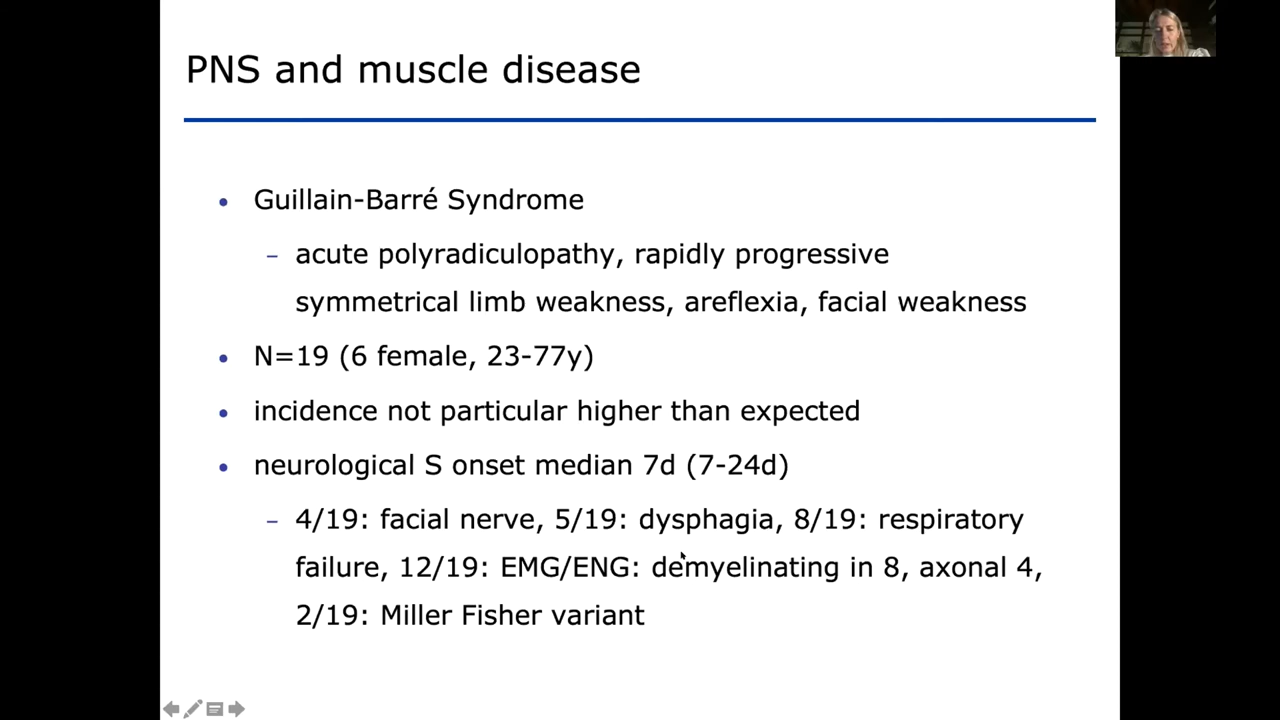 PNS and muscle disease
• Guillain-Barré Syndrome
– acute polyradiculopathy, rapidly progressive
symmetrical limb weakness, areflexia, facial weakness
• N=19 (6 female, 23-77y)
• incidence not particular higher than expected
• neurological S onset median 7d (7-24d)
– 4/19: facial nerve, 5/19: dysphagia, 8/19: respiratory
failure, 12/19: EMG/ENG: demyelinating in 8, axonal 4,
2/19: Miller Fisher variant